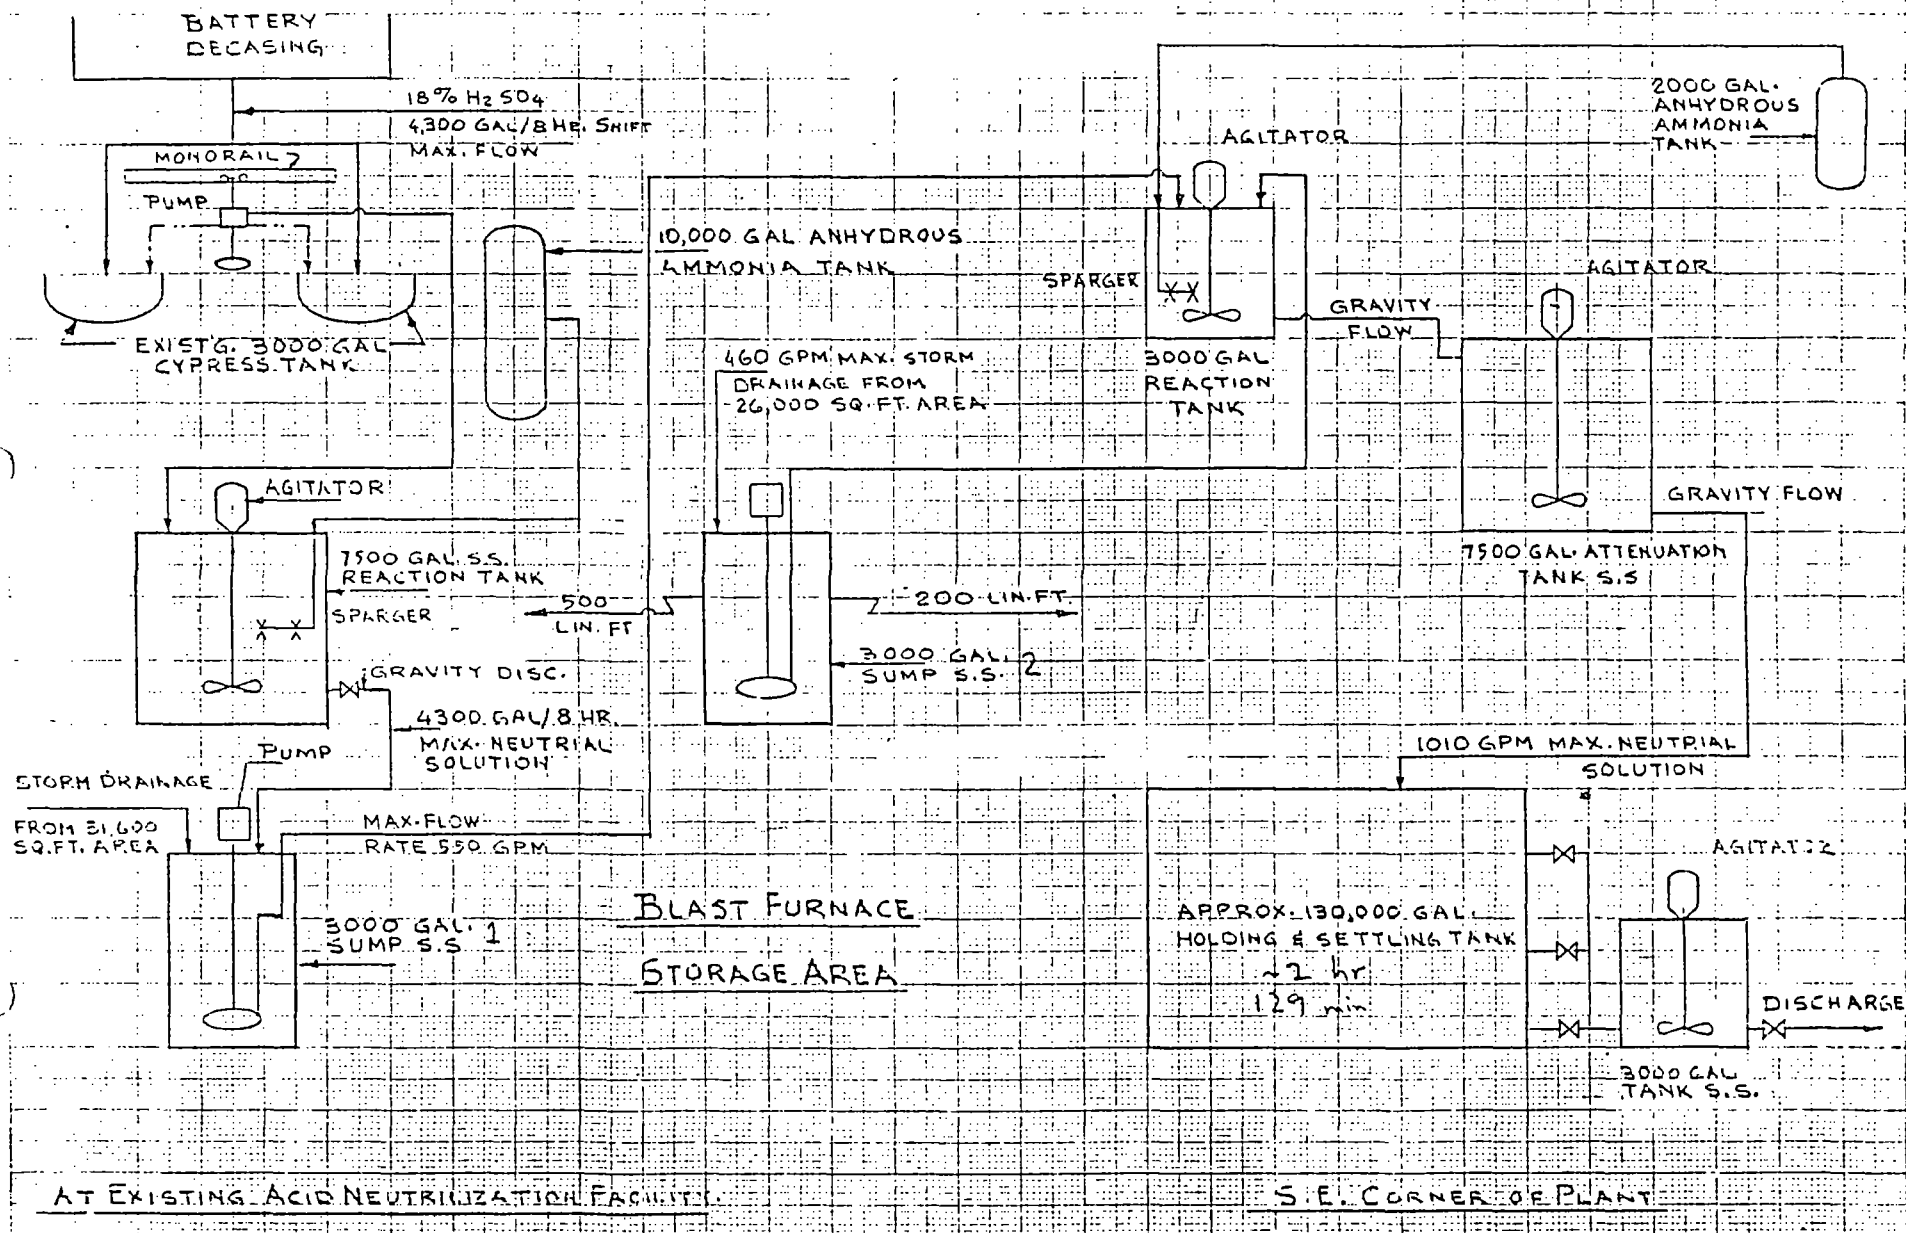 BATTERY
DECASING
18% H2SO4
4,300 GAL/8 HR. SHIFT
MAX. FLOW
MONORAIL
PUMP
EXIST'G. 3000 GAL
CYPRESS TANK
10,000 GAL ANHYDROUS
AMMONIA TANK
AGITATOR
2000 GAL.
ANHYDROUS
AMMONIA
TANK
SPARGER
3000 GAL
REACTION
TANK
GRAVITY
FLOW
AGITATOR
460 GPM MAX. STORM
DRAINAGE FROM
26,000 SQ.FT. AREA
GRAVITY FLOW
7500 GAL. ATTENUATION
TANK S.S
AGITATOR
7500 GAL. S.S.
REACTION TANK
SPARGER
500
LIN. FT
200 LIN. FT.
3000 GAL.
SUMP S.S. 2
GRAVITY DISC.
4300 GAL/8 HR.
MAX. NEUTRIAL
SOLUTION
PUMP
STORM DRAINAGE
FROM 31,600
SQ.FT. AREA
MAX. FLOW
RATE 550 GPM
3000 GAL.
SUMP S.S. 1
BLAST FURNACE
STORAGE AREA
1010 GPM MAX. NEUTRIAL
SOLUTION
APPROX. 130,000 GAL.
HOLDING & SETTLING TANK
~2 hr
129 min
AGITATOR
DISCHARGE
3000 GAL
TANK S.S.
AT EXISTING ACID NEUTRILIZATION FACILITY.
S.E. CORNER OF PLANT